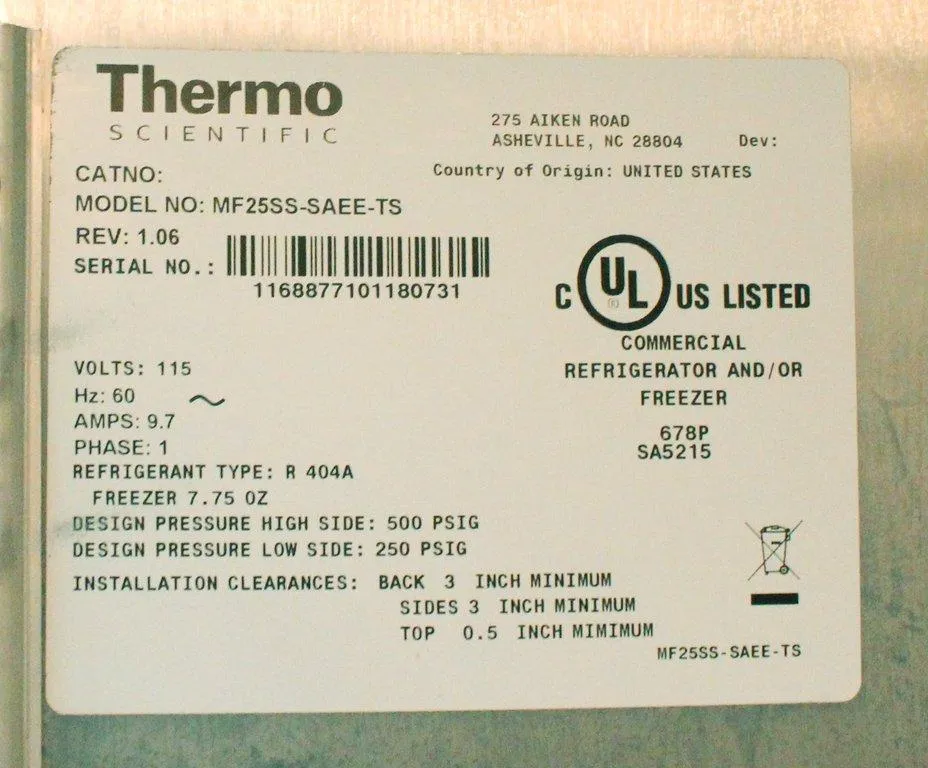 Thermo
SCIENTIFIC
275 AIKEN ROAD
ASHEVILLE, NC 28804 Dev:
Country of Origin: UNITED STATES
CATNO:
MODEL NO: MF25SS-SAEE-TS
REV: 1.06
SERIAL NO.:
1168877101180731
C UL ® US LISTED
COMMERCIAL
REFRIGERATOR AND/OR
FREEZER
678P
SA5215
VOLTS: 115
Hz: 60 ~
AMPS: 9.7
PHASE: 1
REFRIGERANT TYPE: R 404A
FREEZER 7.75 OZ
DESIGN PRESSURE HIGH SIDE: 500 PSIG
DESIGN PRESSURE LOW SIDE: 250 PSIG
INSTALLATION CLEARANCES: BACK 3 INCH MINIMUM
SIDES 3 INCH MINIMUM
TOP 0.5 INCH MIMIMUM
MF25SS-SAEE-TS